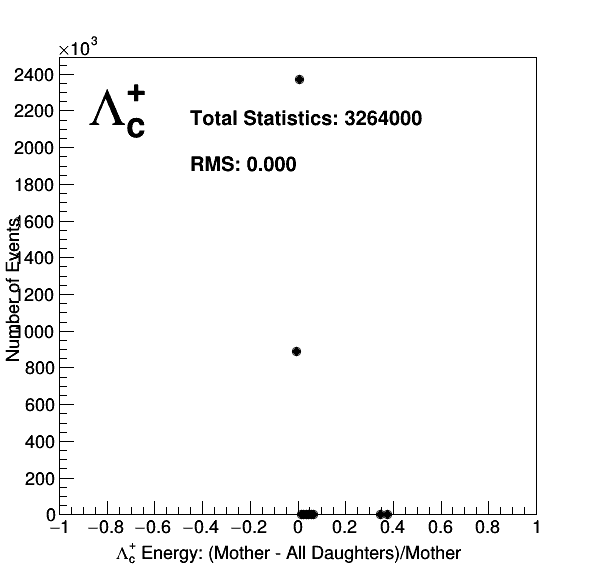 ×10³
2400
2200
2000
1800
1600
1400
1200
1000
800
600
400
200
0
Number of Events
Λc+
Total Statistics: 3264000
RMS: 0.000
−1 −0.8 −0.6 −0.4 −0.2 0 0.2 0.4 0.6 0.8 1
Λc+ Energy: (Mother - All Daughters)/Mother